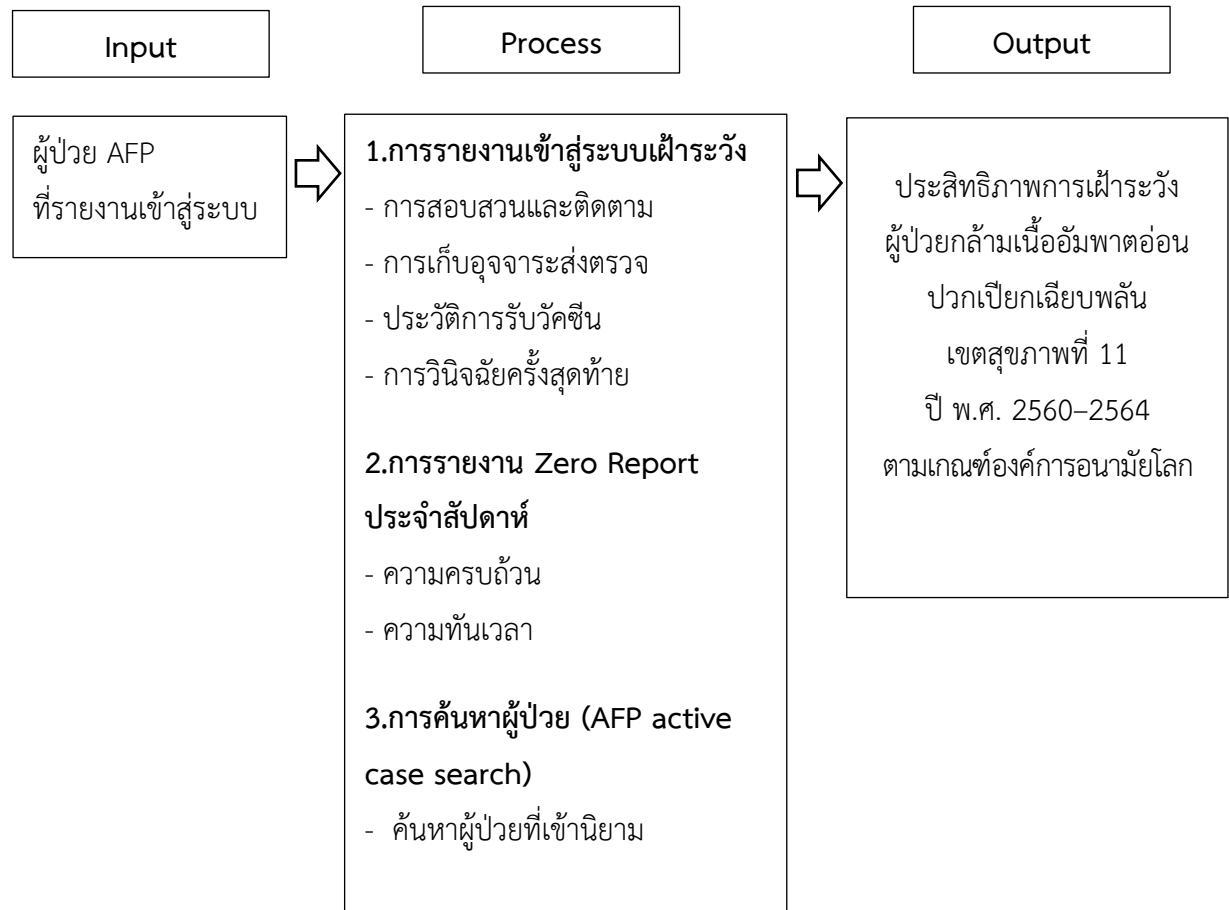 Input
Process
Output
ผู้ป่วย AFP
ที่รายงานเข้าสู่ระบบ
1.การรายงานเข้าสู่ระบบเฝ้าระวัง
- การสอบสวนและติดตาม
- การเก็บอุจจาระส่งตรวจ
- ประวัติการรับวัคซีน
- การวินิจฉัยครั้งสุดท้าย
2.การรายงาน Zero Report
ประจำสัปดาห์
- ความครบถ้วน
- ความทันเวลา
3.การค้นหาผู้ป่วย (AFP active
case search)
- ค้นหาผู้ป่วยที่เข้านิยาม
ประสิทธิภาพการเฝ้าระวัง
ผู้ป่วยกล้ามเนื้ออัมพาตอ่อน
ปวกเปียกเฉียบพลัน
เขตสุขภาพที่ 11
ปี พ.ศ. 2560–2564
ตามเกณฑ์องค์การอนามัยโลก